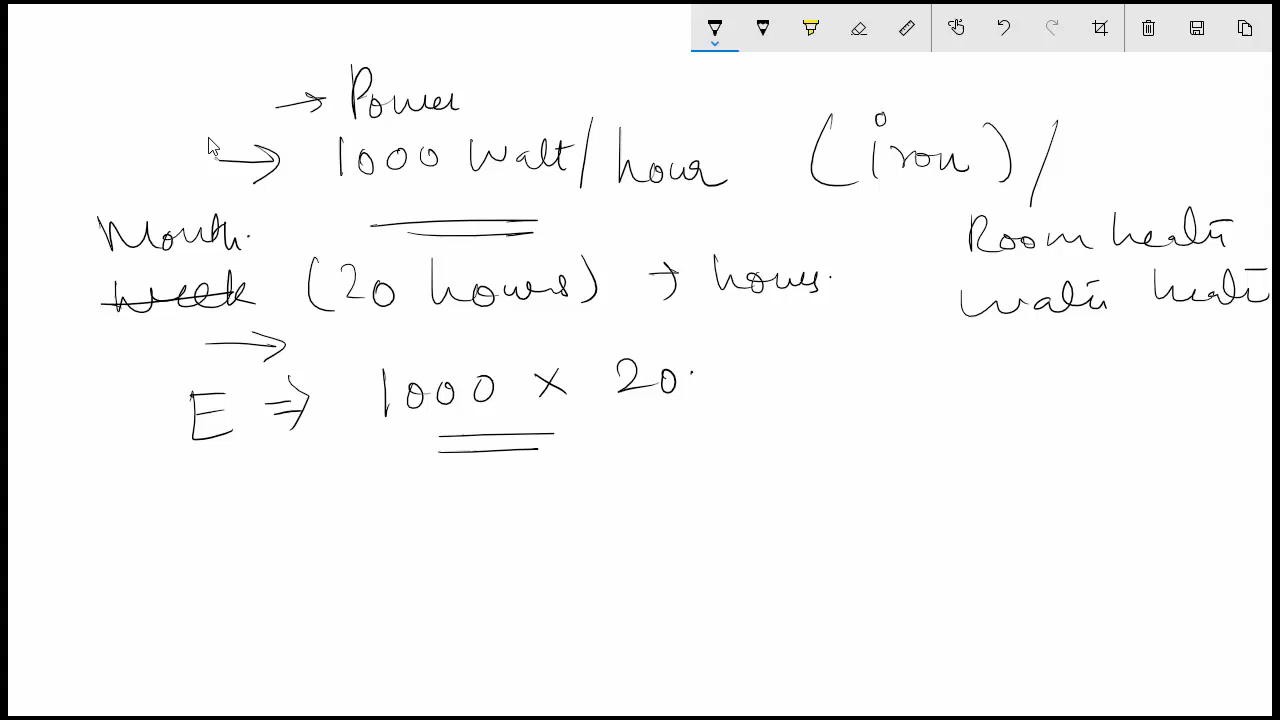 → Power
→ 1000 Watt/hour (iron) /
Room heater
Month.
week (20 hours) → hours.
water heater
E ⇒ 1000 × 20.